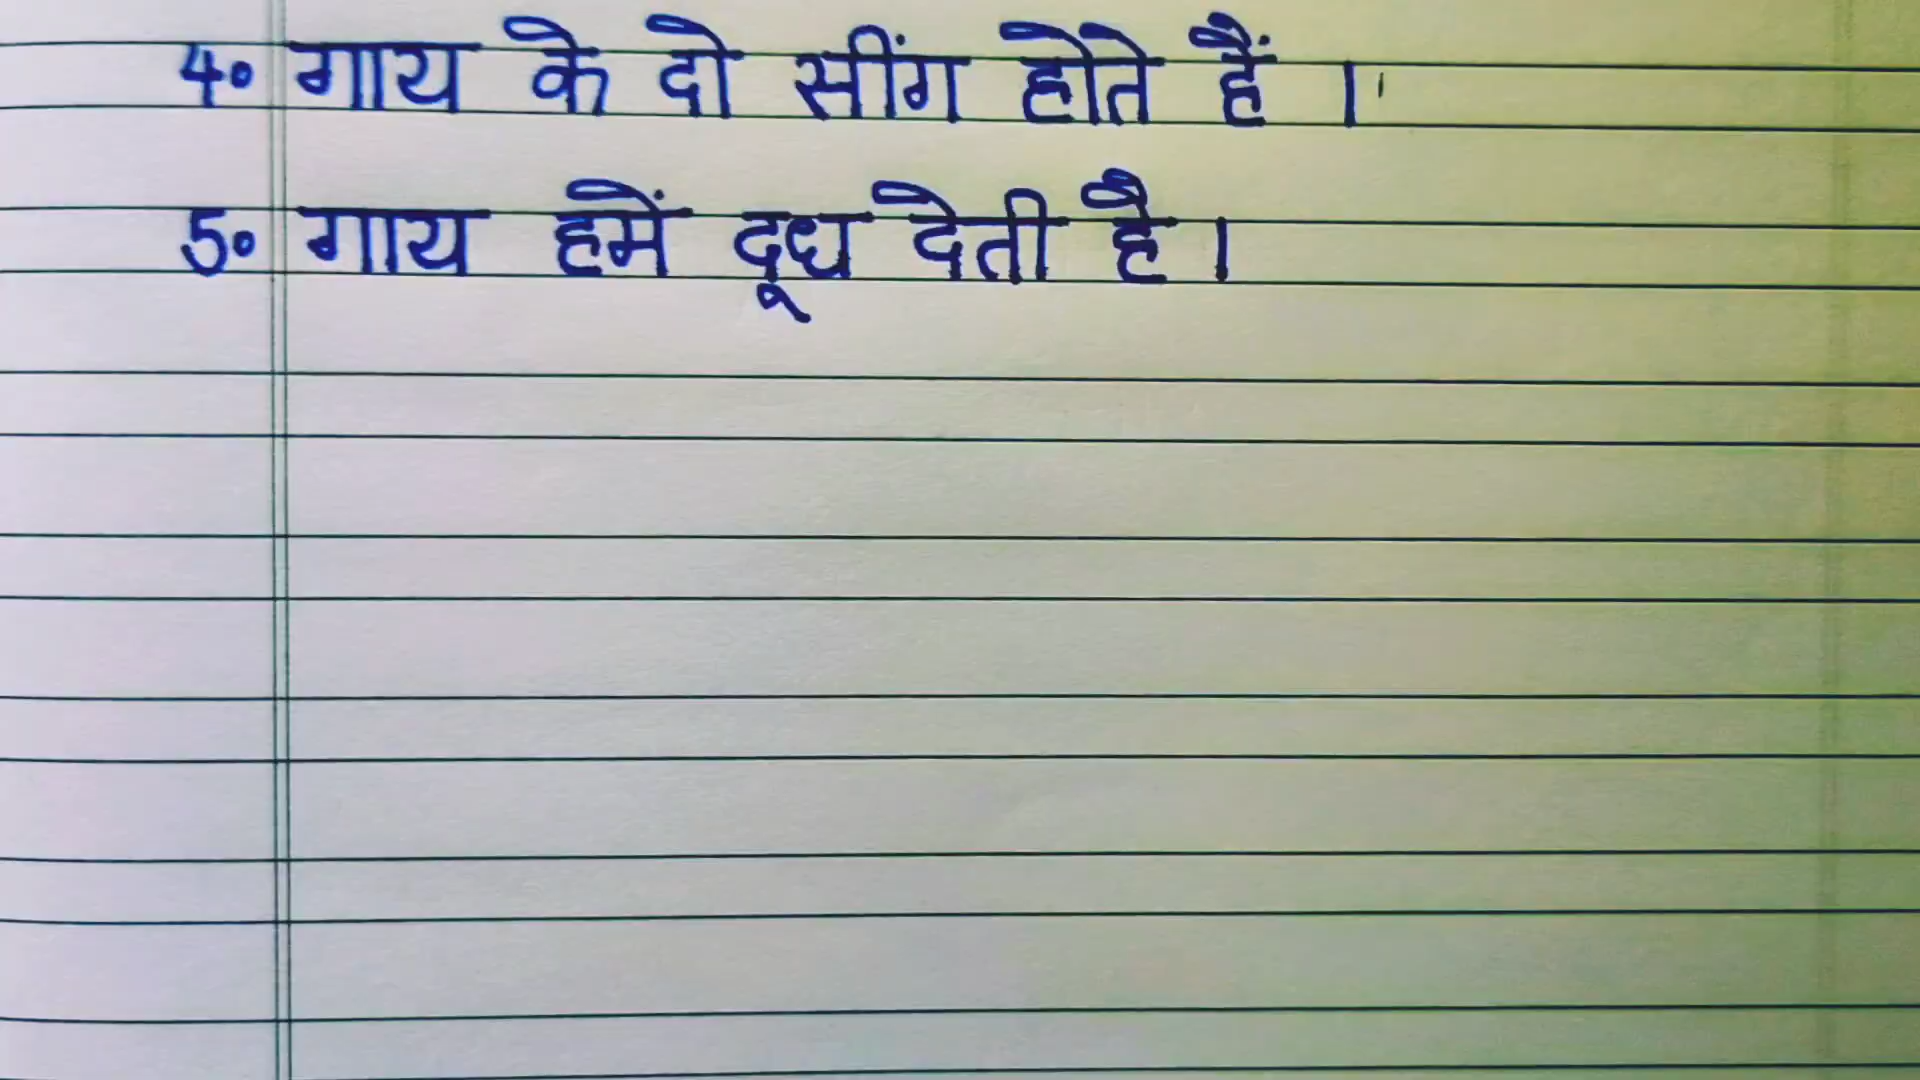 4. गाय के दो सींग होते हैं ।
5. गाय हमें दूध देती है ।